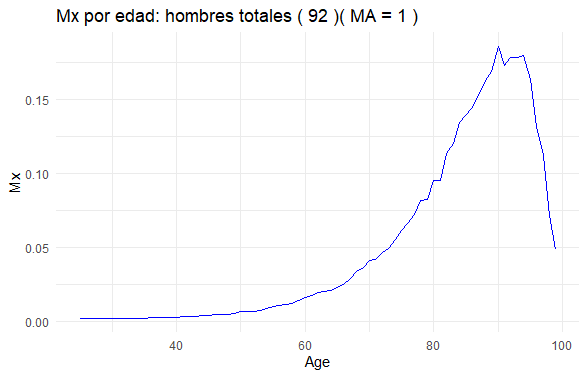 Mx por edad: hombres totales ( 92 )( MA = 1 )
Mx
0.15
0.10
0.05
0.00
40
60
80
100
Age